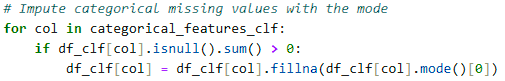 # Impute categorical missing values with the mode
for col in categorical_features_clf:
    if df_clf[col].isnull().sum() > 0:
        df_clf[col] = df_clf[col].fillna(df_clf[col].mode()[0])